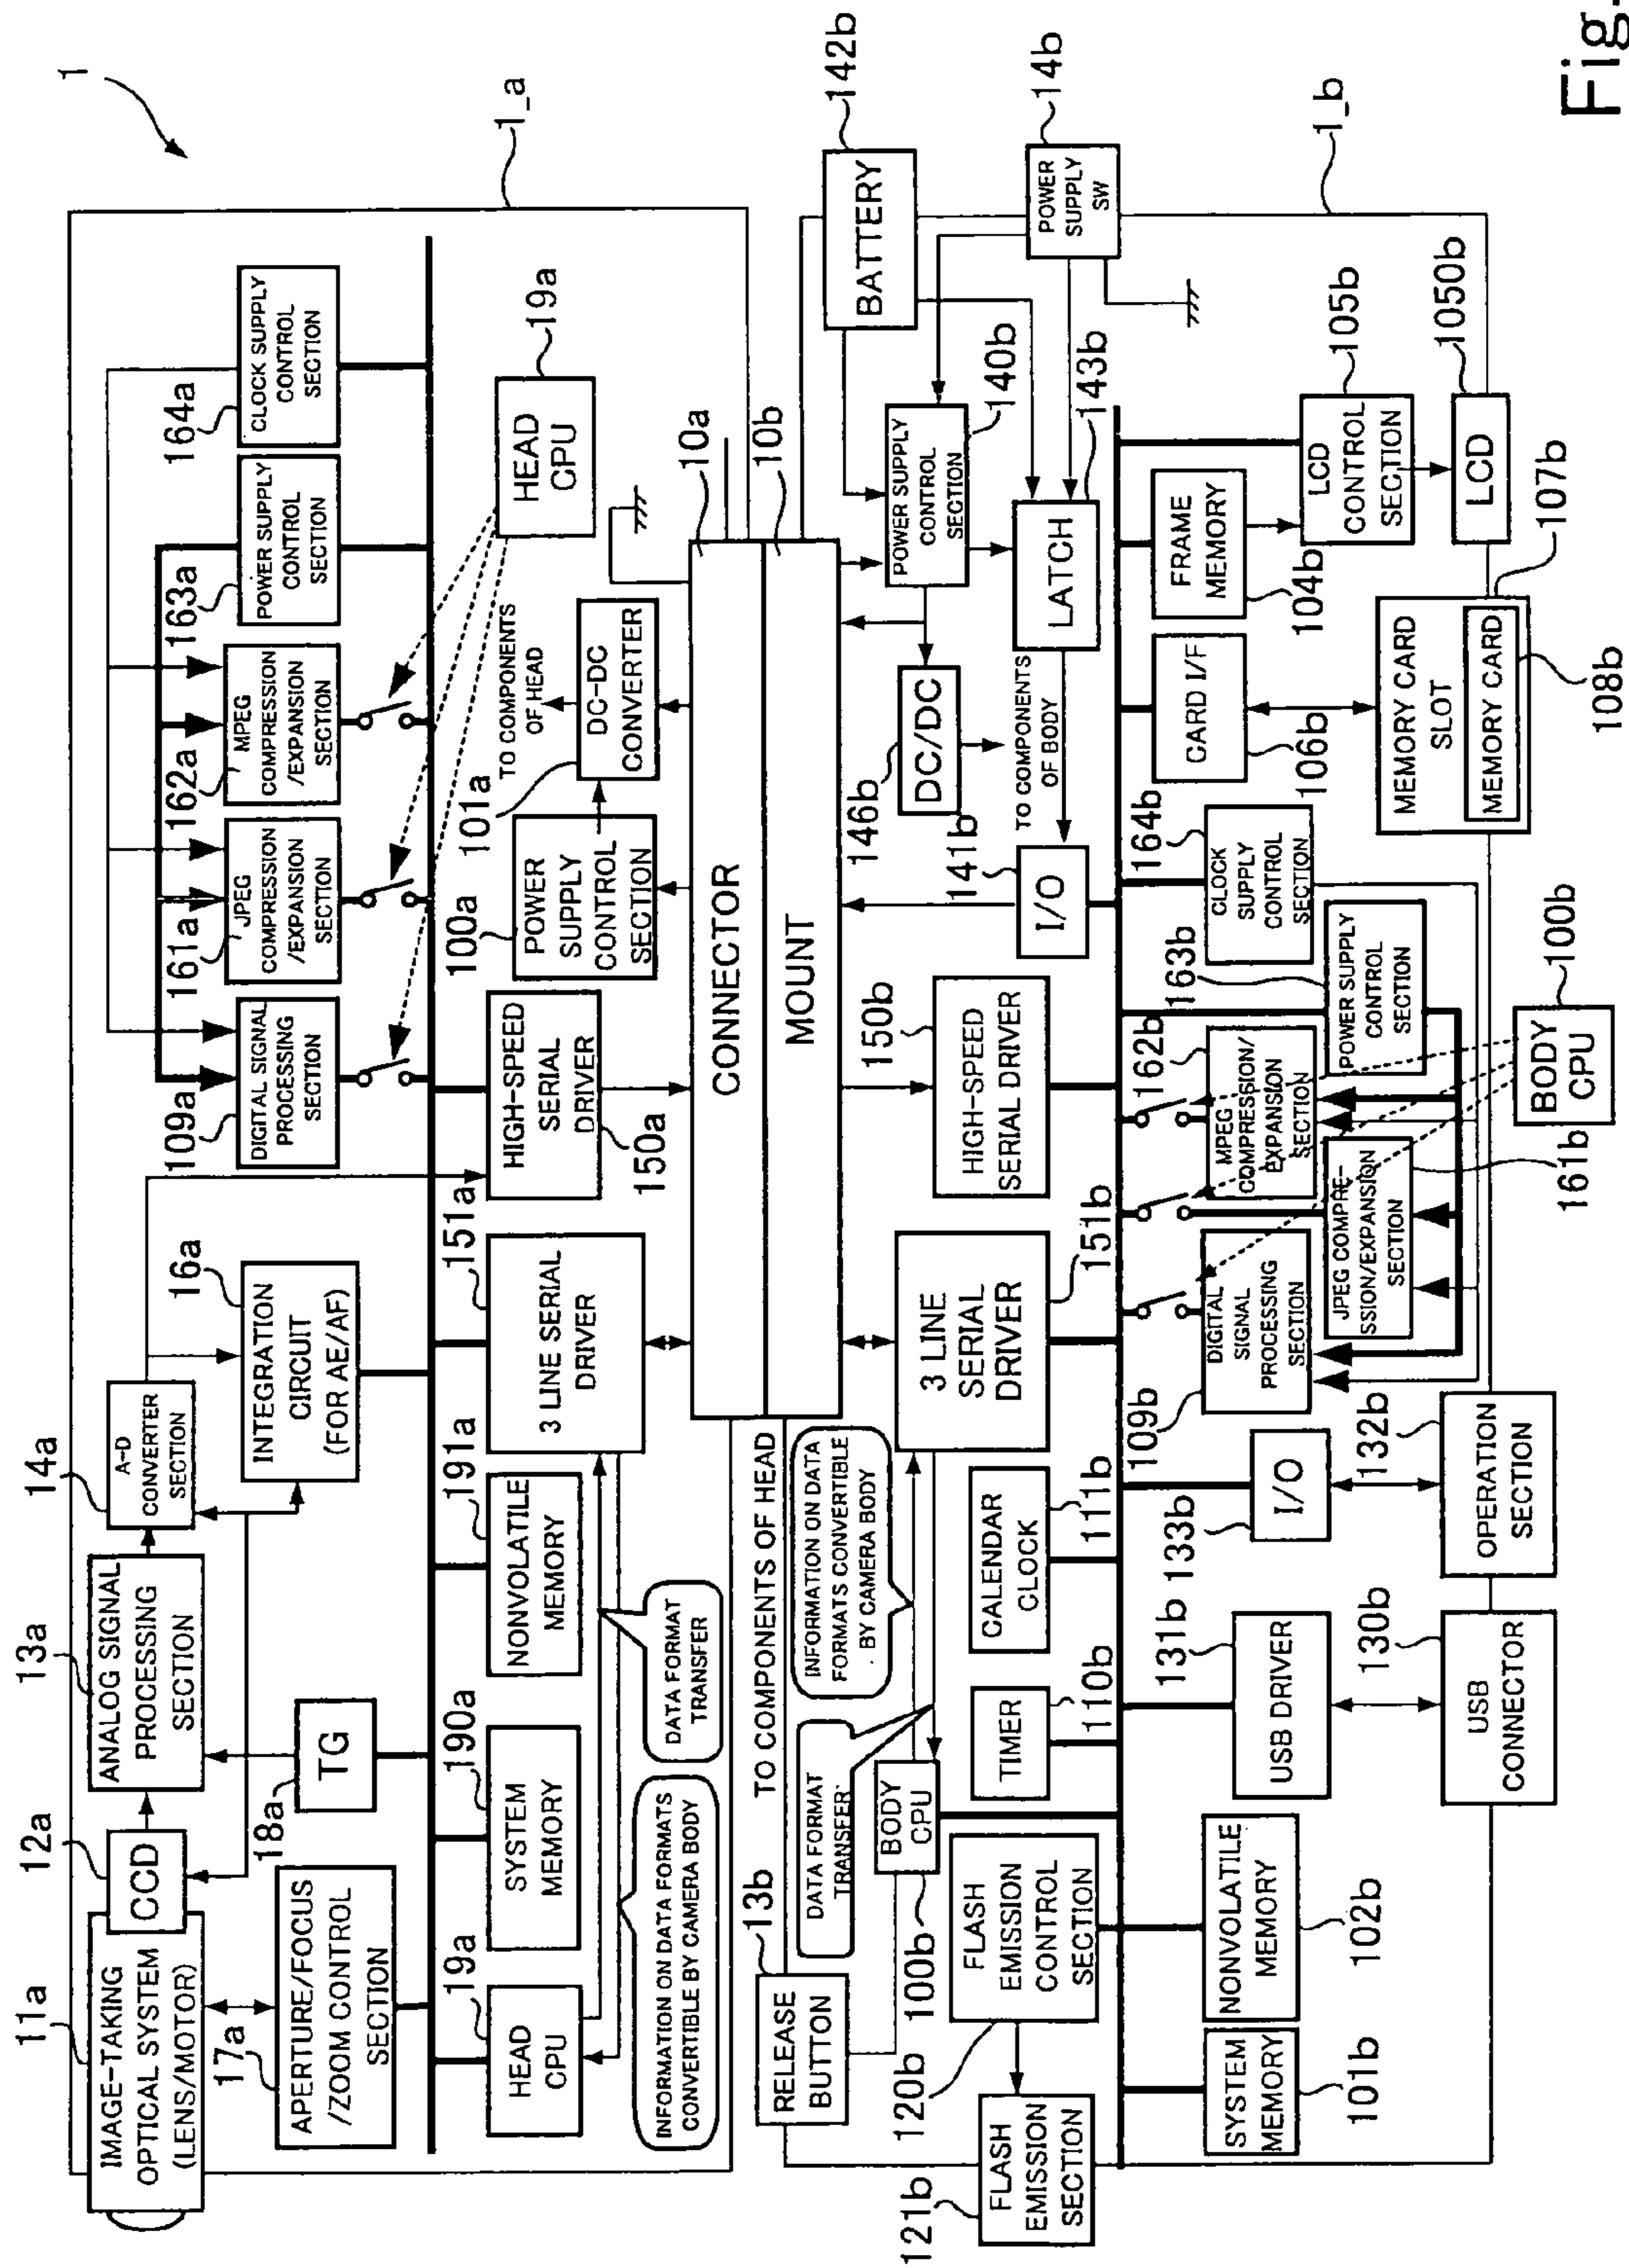 1
1_a
11a
IMAGE-TAKING
OPTICAL SYSTEM
(LENS/MOTOR)
12a
CCD
13a
ANALOG SIGNAL
PROCESSING
SECTION
14a
A-D
CONVERTER
SECTION
16a
INTEGRATION
CIRCUIT
(FOR AE/AF)
17a
APERTURE/FOCUS
/ZOOM CONTROL
SECTION
18a
TG
109a
DIGITAL SIGNAL
PROCESSING
SECTION
161a
JPEG
COMPRESSION
/EXPANSION
SECTION
162a
MPEG
COMPRESSION
/EXPANSION
SECTION
163a
POWER SUPPLY
CONTROL
SECTION
164a
CLOCK SUPPLY
CONTROL
SECTION
19a
HEAD
CPU
190a
SYSTEM
MEMORY
191a
NONVOLATILE
MEMORY
151a
3 LINE SERIAL
DRIVER
150a
HIGH-SPEED
SERIAL
DRIVER
100a
POWER
SUPPLY
CONTROL
SECTION
101a
DC-DC
CONVERTER
TO COMPONENTS
OF HEAD
19a
HEAD
CPU
INFORMATION ON DATA FORMATS
CONVERTIBLE BY CAMERA BODY
DATA FORMAT
TRANSFER
10a
CONNECTOR
10b
MOUNT
TO COMPONENTS OF HEAD
13b
RELEASE
BUTTON
DATA FORMAT
TRANSFER
INFORMATION ON DATA
FORMATS CONVERTIBLE
BY CAMERA BODY
100b
BODY
CPU
151b
3 LINE
SERIAL
DRIVER
150b
HIGH-SPEED
SERIAL DRIVER
141b
I/O
146b
DC/DC
TO COMPONENTS
OF BODY
140b
POWER SUPPLY
CONTROL
SECTION
143b
LATCH
142b
BATTERY
14b
POWER
SUPPLY
SW
1_b
121b
FLASH
EMISSION
SECTION
120b
FLASH
EMISSION
CONTROL
SECTION
110b
TIMER
111b
CALENDAR
CLOCK
101b
SYSTEM
MEMORY
102b
NONVOLATILE
MEMORY
131b
USB DRIVER
130b
USB
CONNECTOR
133b
I/O
132b
OPERATION
SECTION
109b
DIGITAL
SIGNAL
PROCESSING
SECTION
161b
JPEG COMPRE-
SSION/EXPANSION
SECTION
162b
MPEG
COMPRESSION/
EXPANSION
SECTION
163b
POWER SUPPLY
CONTROL
SECTION
164b
CLOCK
SUPPLY
CONTROL
SECTION
100b
BODY
CPU
106b
CARD I/F
104b
FRAME
MEMORY
105b
LCD
CONTROL
SECTION
1050b
LCD
107b
MEMORY CARD
SLOT
108b
MEMORY CARD
Fig.